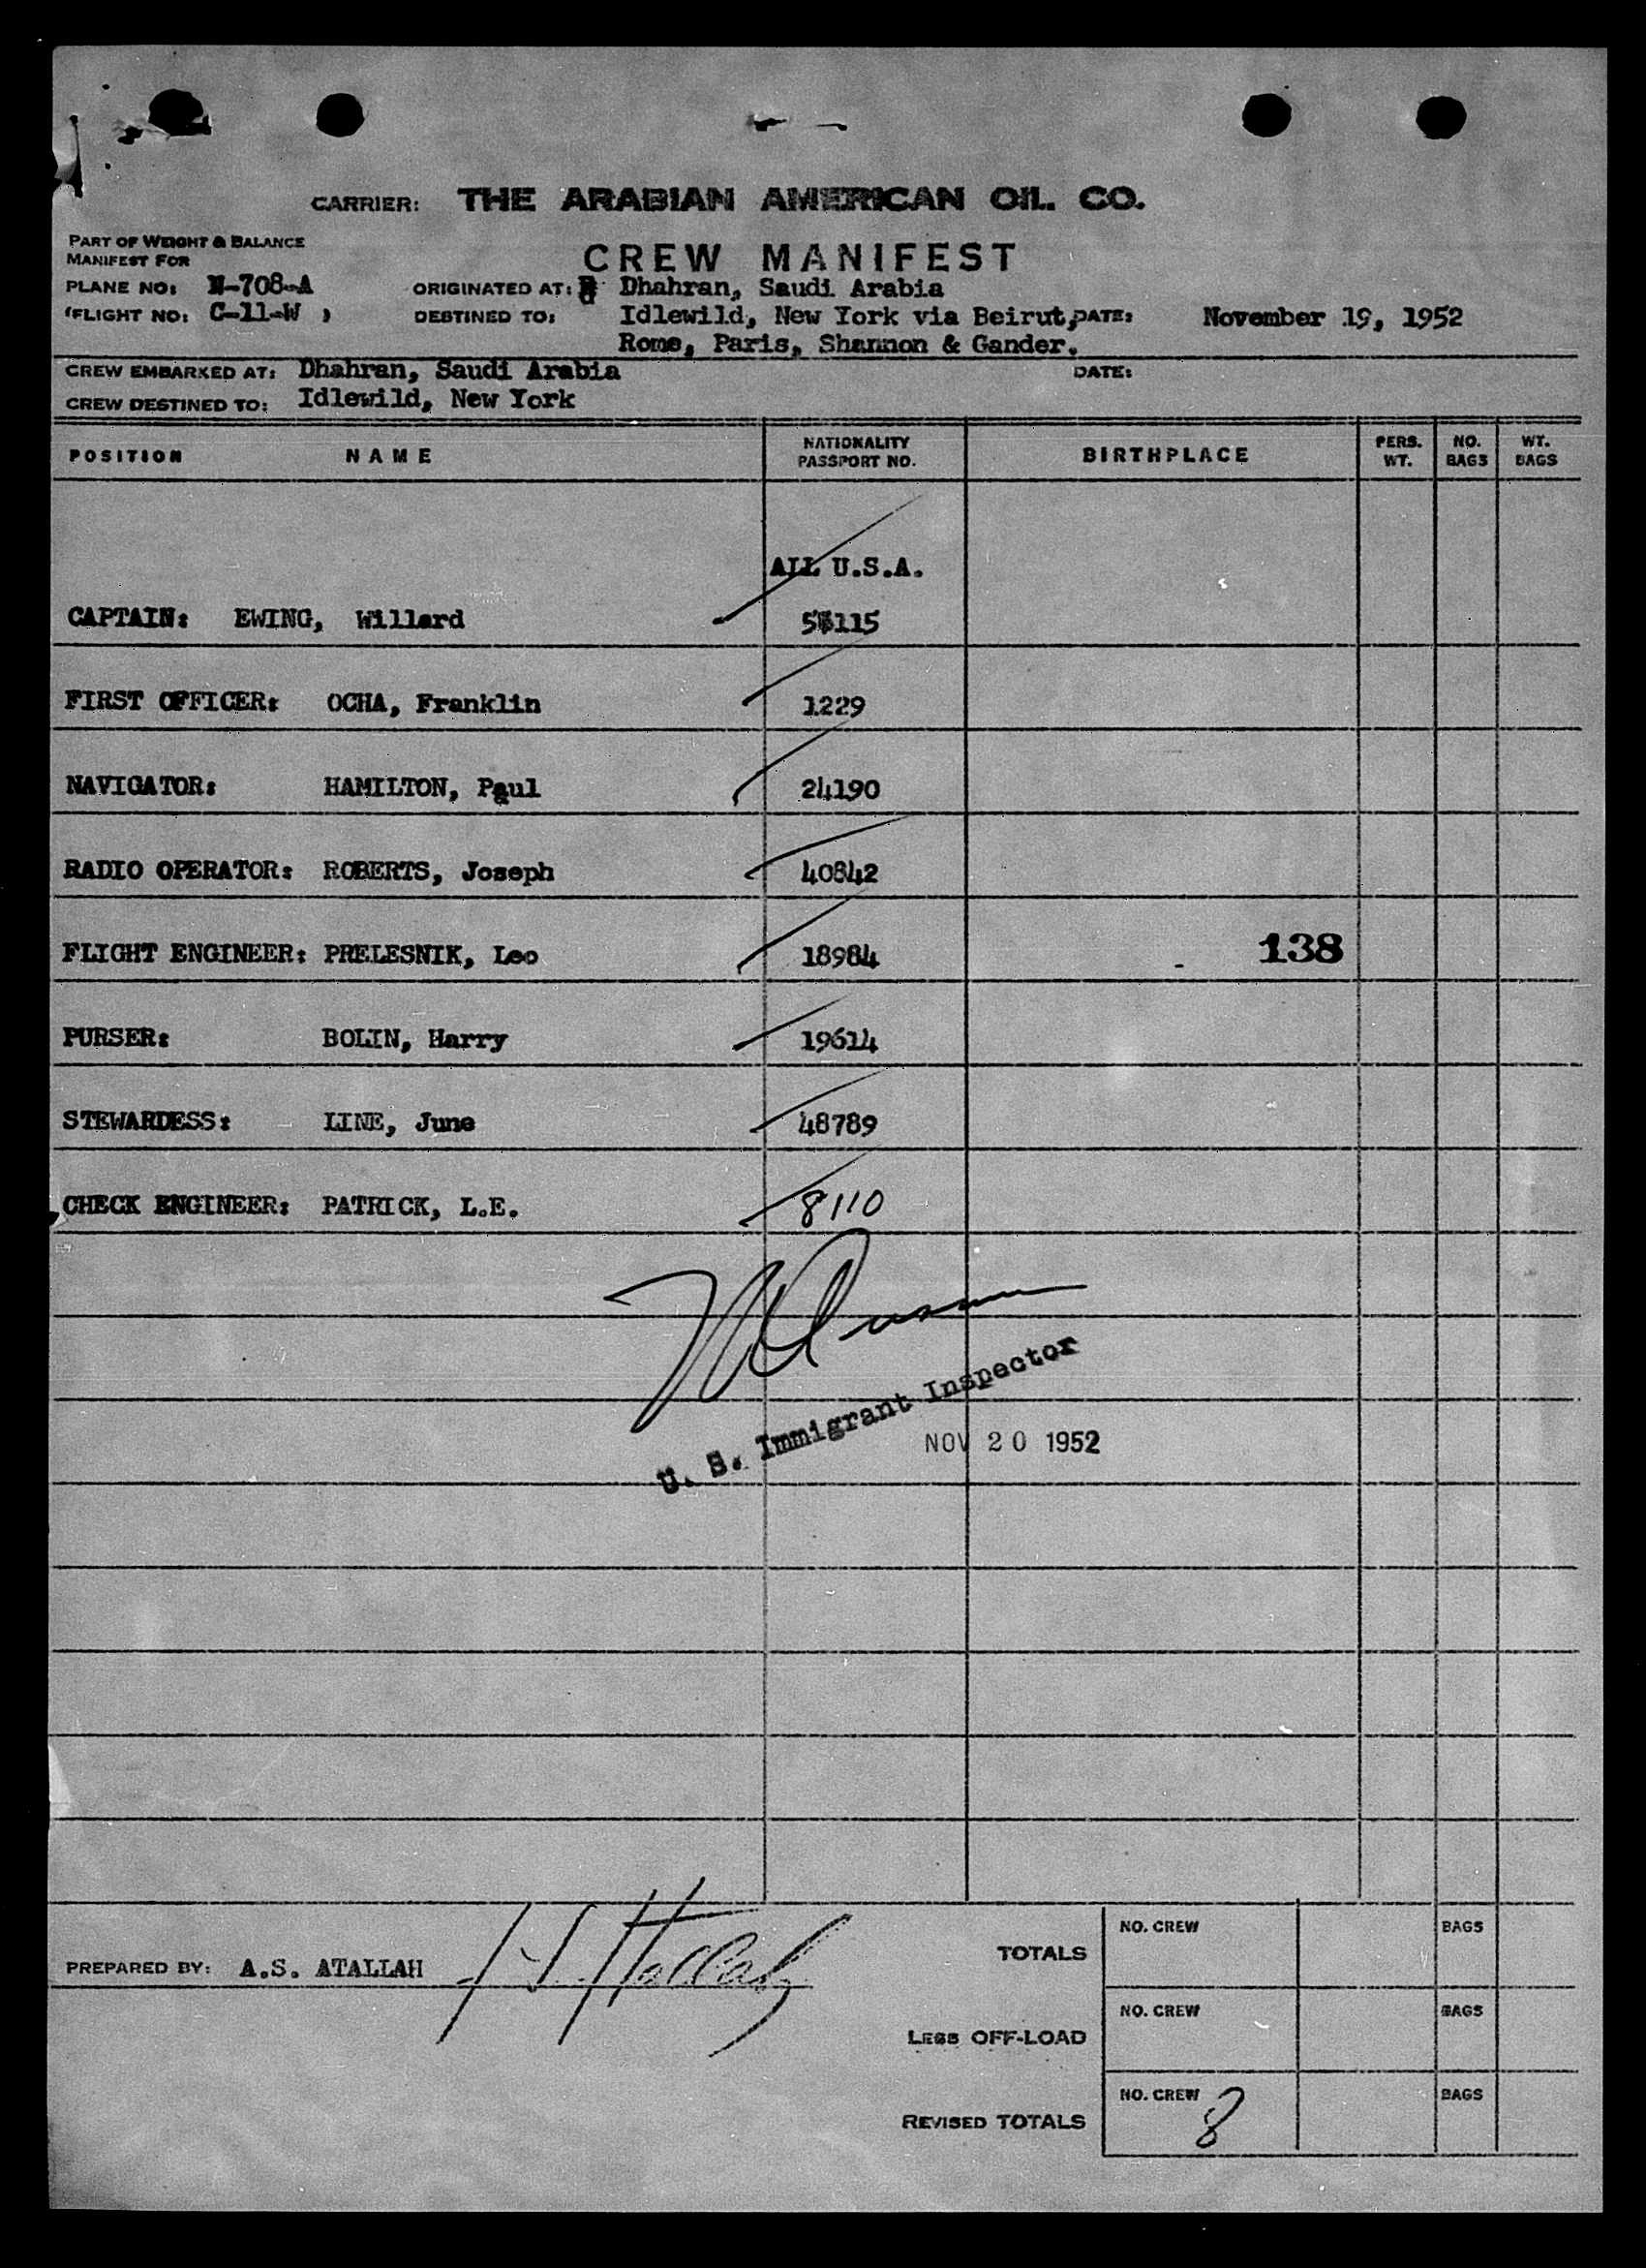 CARRIER: THE ARABIAN AMERICAN OIL CO.
PART OF WEIGHT & BALANCE
MANIFEST FOR
CREW MANIFEST
PLANE NO: N-708-A ORIGINATED AT: Dhahran, Saudi Arabia
(FLIGHT NO: C-11-W ) DESTINED TO: Idlewild, New York via Beirut, DATE: November 19, 1952
Rome, Paris, Shannon & Gander.
CREW EMBARKED AT: Dhahran, Saudi Arabia DATE:
CREW DESTINED TO: Idlewild, New York
POSITION NAME NATIONALITY PASSPORT NO. BIRTHPLACE PERS. WT. NO. BAGS WT. BAGS
ALL U.S.A.
CAPTAIN: EWING, Willard
FIRST OFFICER: OCHA, Franklin 1229
NAVIGATOR: HAMILTON, Paul 24190
RADIO OPERATOR: ROBERTS, Joseph 40842
FLIGHT ENGINEER: PRELESNIK, Leo 18984 138
PURSER: BOLIN, Harry 19614
STEWARDESS: LINE, June 48789
CHECK ENGINEER: PATRICK, L.E. 8110
U. S. Immigrant Inspector
NOV 20 1952
PREPARED BY: A.S. ATALLAH
TOTALS NO. CREW BAGS
LESS OFF-LOAD NO. CREW BAGS
REVISED TOTALS NO. CREW 8 BAGS